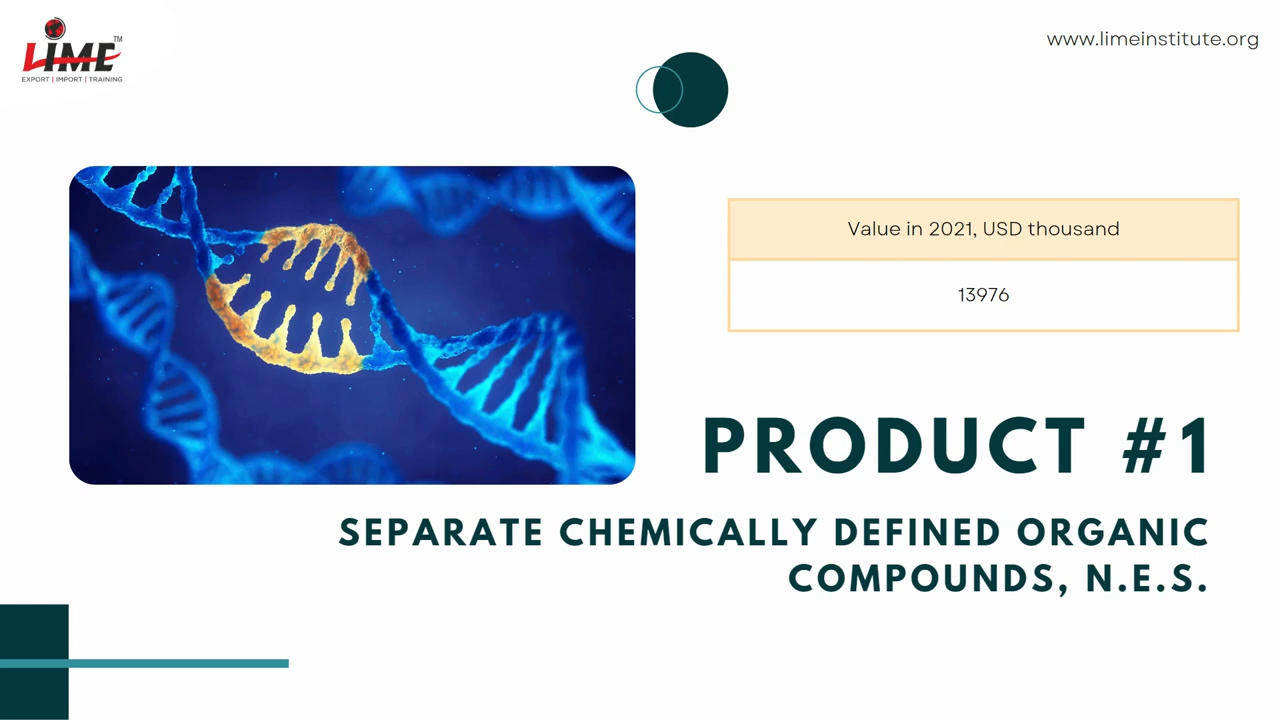 LIME TM
EXPORT | IMPORT | TRAINING
www.limeinstitute.org
Value in 2021, USD thousand
13976
PRODUCT #1
SEPARATE CHEMICALLY DEFINED ORGANIC
COMPOUNDS, N.E.S.